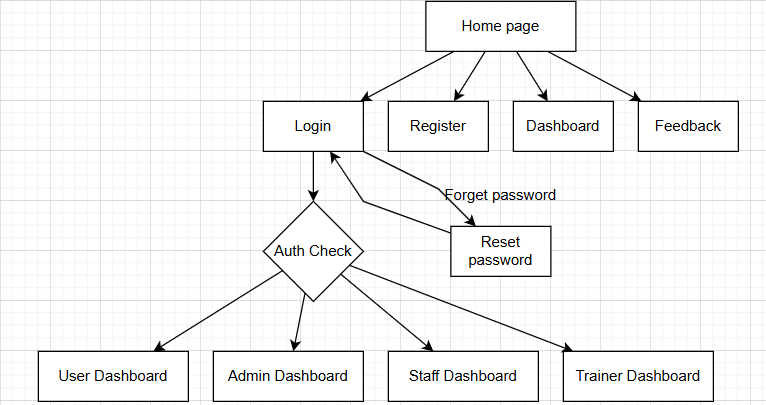 Home page
Login
Register
Dashboard
Feedback
Forget password
Auth Check
Reset
password
User Dashboard
Admin Dashboard
Staff Dashboard
Trainer Dashboard